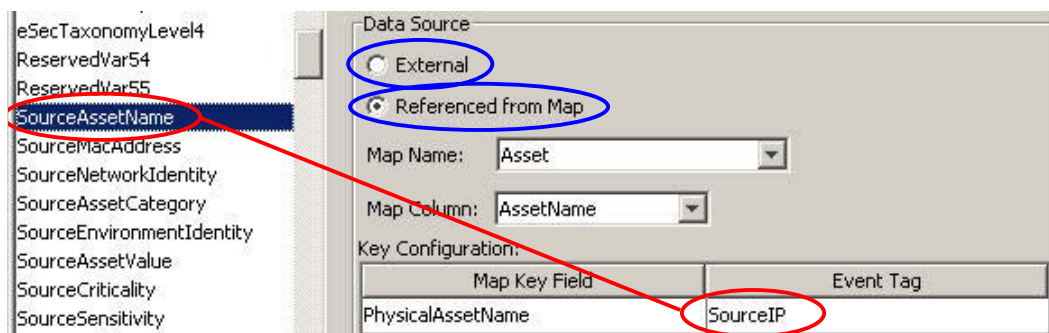 eSecTaxonomyLevel4
ReservedVar54
ReservedVar55
SourceAssetName
SourceMacAddress
SourceNetworkIdentity
SourceAssetCategory
SourceEnvironmentIdentity
SourceAssetValue
SourceCriticality
SourceSensitivity
Data Source
External
Referenced from Map
Map Name: Asset
Map Column: AssetName
Key Configuration:
Map Key Field Event Tag
PhysicalAssetName SourceIP